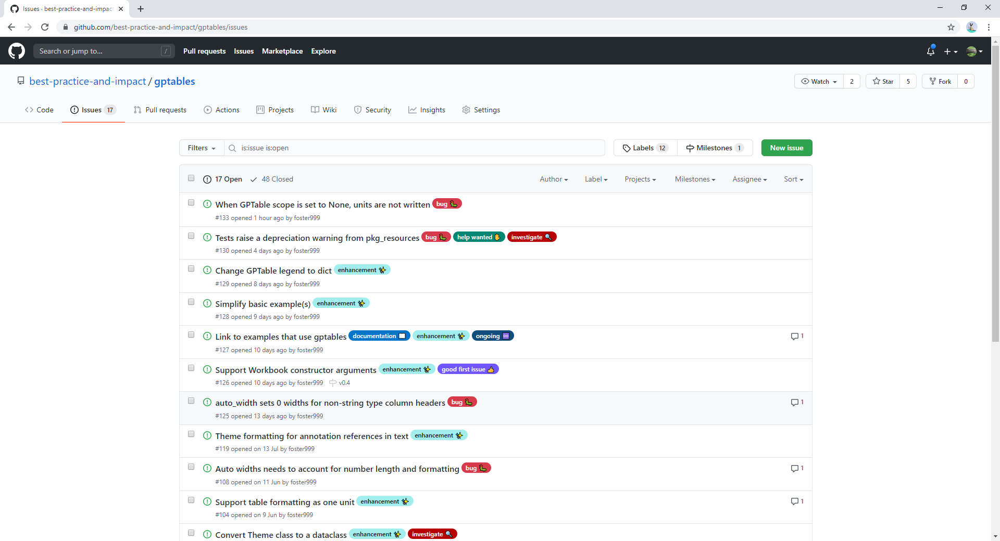 Issues · best-practice-and-impact
github.com/best-practice-and-impact/gptables/issues
Search or jump to... / Pull requests Issues Marketplace Explore
best-practice-and-impact / gptables Watch 2 Star 5 Fork 0
Code Issues 17 Pull requests Actions Projects Wiki Security Insights Settings
Filters is:issue is:open Labels 12 Milestones 1 New issue
17 Open 48 Closed Author Label Projects Milestones Assignee Sort
When GPTable scope is set to None, units are not written bug
#133 opened 1 hour ago by foster999
Tests raise a depreciation warning from pkg_resources bug help wanted investigate
#130 opened 4 days ago by foster999
Change GPTable legend to dict enhancement
#129 opened 8 days ago by foster999
Simplify basic example(s) enhancement
#128 opened 9 days ago by foster999
Link to examples that use gptables documentation enhancement ongoing 1
#127 opened 10 days ago by foster999
Support Workbook constructor arguments enhancement good first issue
#126 opened 10 days ago by foster999 v0.4
auto_width sets 0 widths for non-string type column headers bug 1
#125 opened 13 days ago by foster999
Theme formatting for annotation references in text enhancement
#119 opened on 13 Jul by foster999
Auto widths needs to account for number length and formatting bug 1
#108 opened on 11 Jun by foster999
Support table formatting as one unit enhancement 1
#104 opened on 9 Jun by foster999
Convert Theme class to a dataclass enhancement investigate